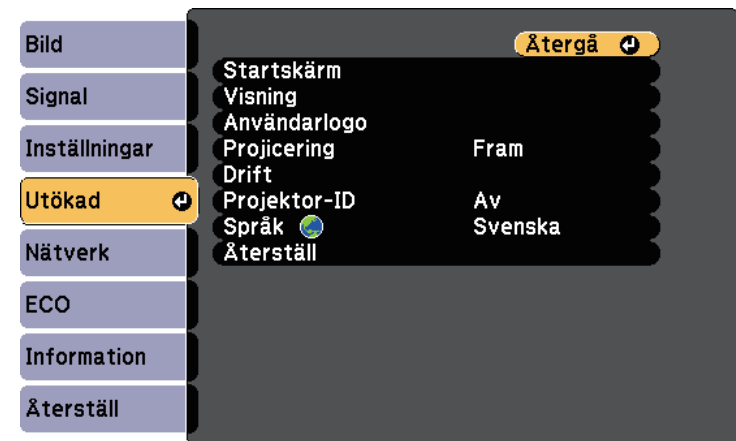 Bild
Signal
Inställningar
Utökad
Nätverk
ECO
Information
Återställ
Återgå
Startskärm
Visning
Användarlogo
Projicering Fram
Drift
Projektor-ID Av
Språk Svenska
Återställ